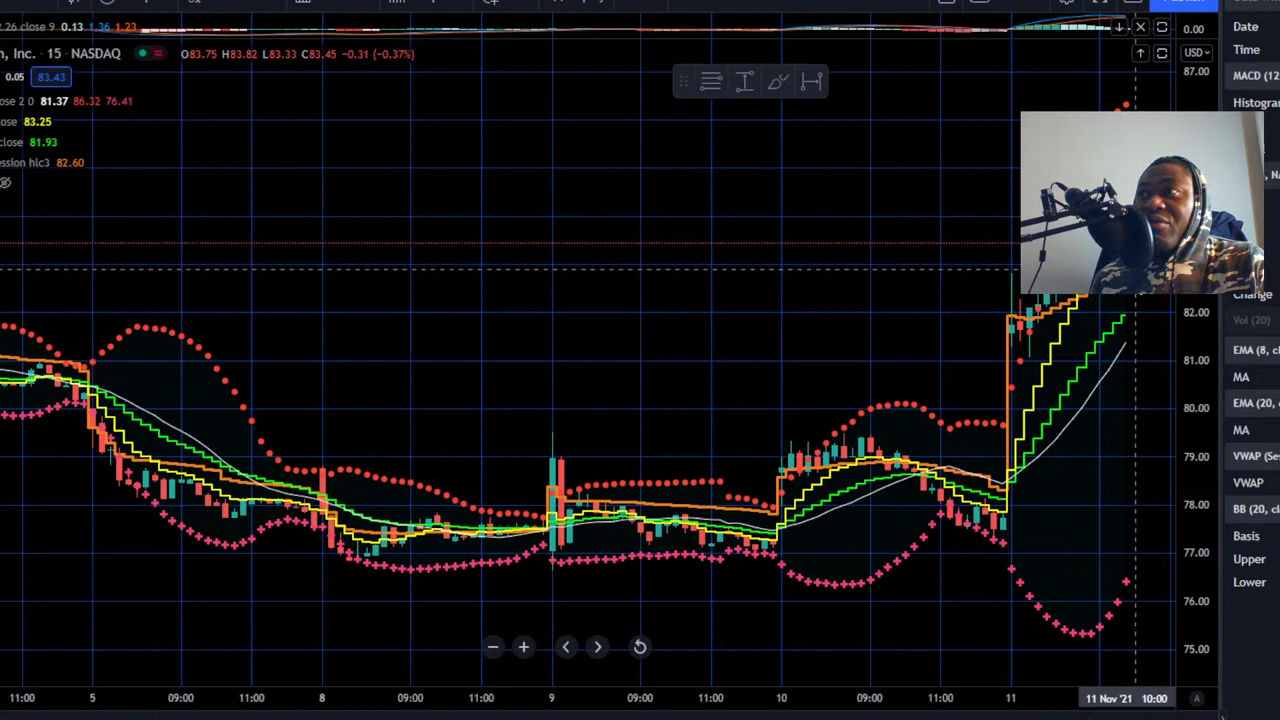 26 close 9 0.13 1.36 1.23
0.00
n, Inc. · 15 · NASDAQ
O83.75 H83.82 L83.33 C83.45 −0.31 (−0.37%)
USD
0.05 83.43
87.00
close 2 0 81.37 86.32 76.41
close 83.25
close 81.93
ession hlc3 82.60
82.00
81.00
80.00
79.00
78.00
77.00
76.00
75.00
11:00 5 09:00 11:00 8 09:00 11:00 9 09:00 11:00 10 09:00 11:00 11 11 Nov '21 10:00 A
Date
Time
MACD (12
Histogra
, NA
Change
Vol (20)
EMA (8, c
MA
EMA (20,
MA
VWAP (Se
VWAP
BB (20, cl
Basis
Upper
Lower